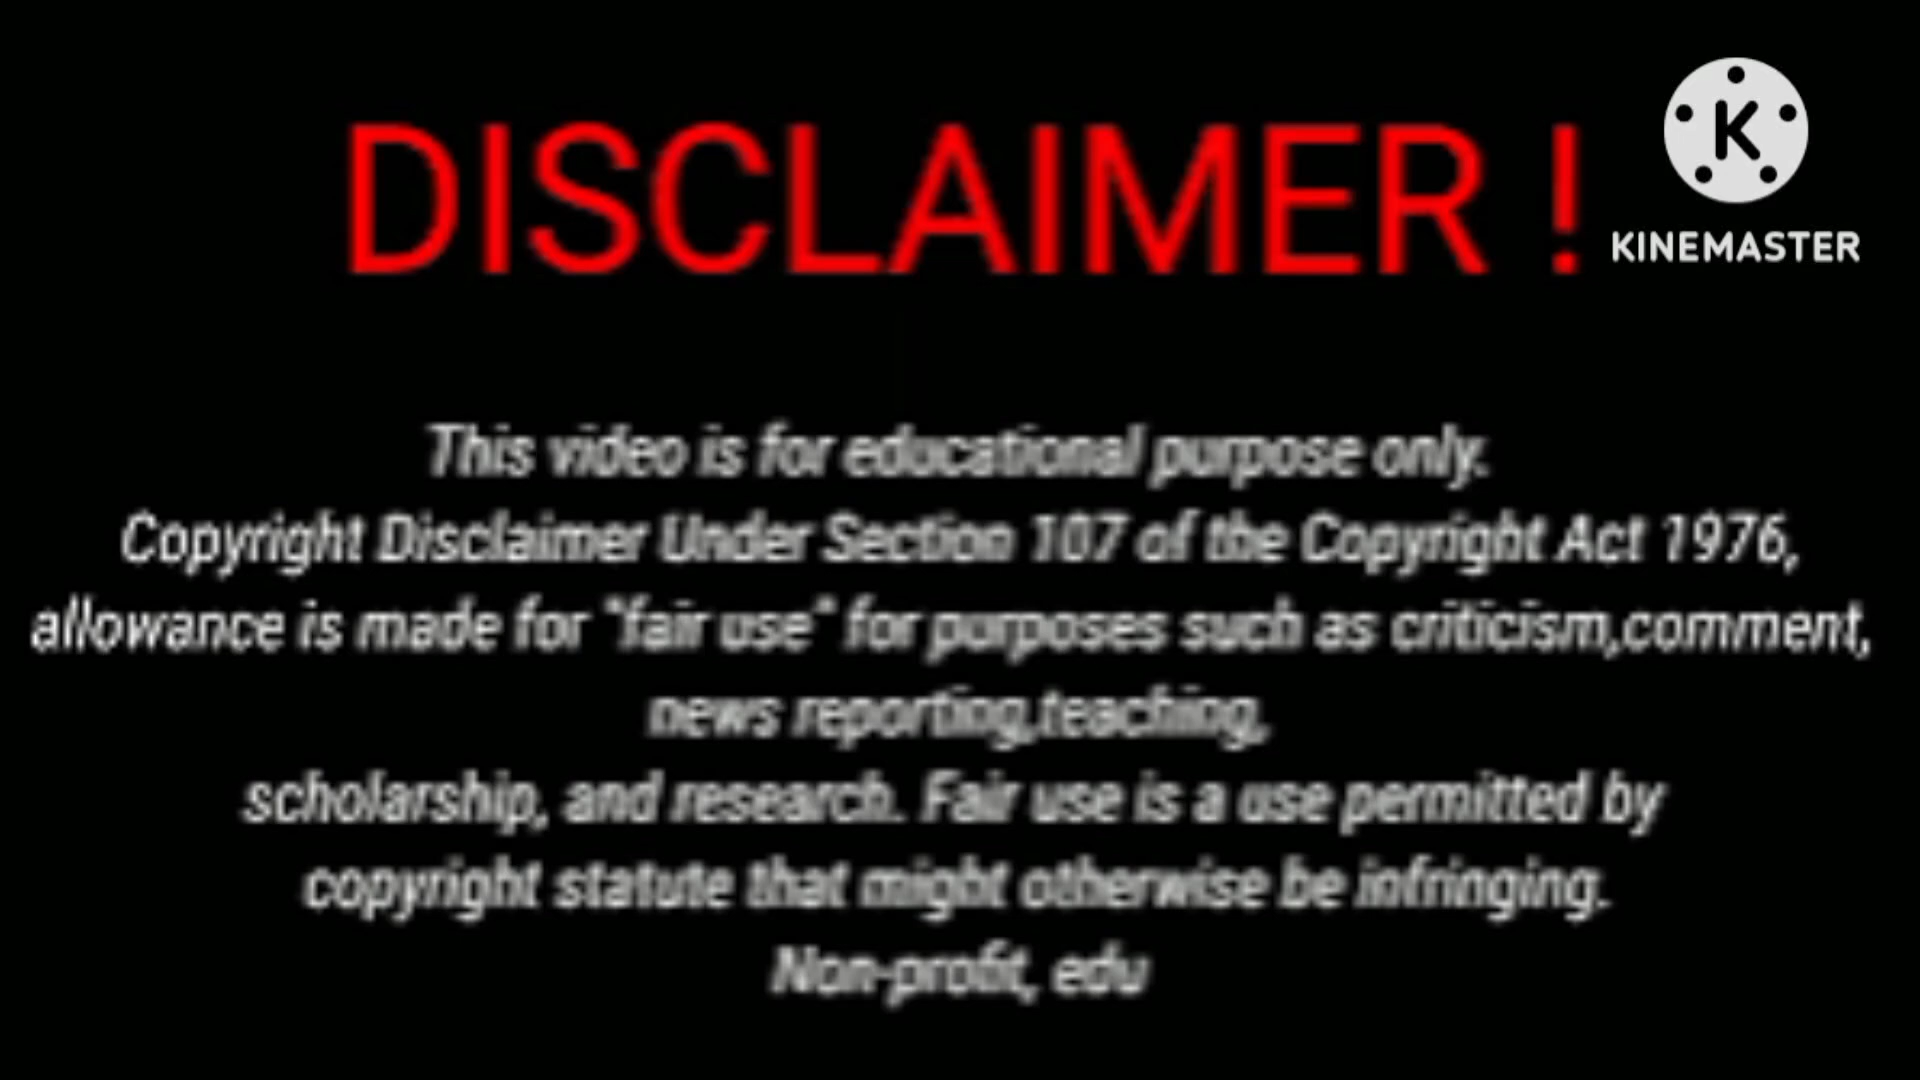 DISCLAIMER !
K
KINEMASTER
This video is for educational purpose only.
Copyright Disclaimer Under Section 107 of the Copyright Act 1976,
allowance is made for "fair use" for purposes such as criticism,comment,
news reporting,teaching,
scholarship, and research. Fair use is a use permitted by
copyright statute that might otherwise be infringing.
Non-profit, edu